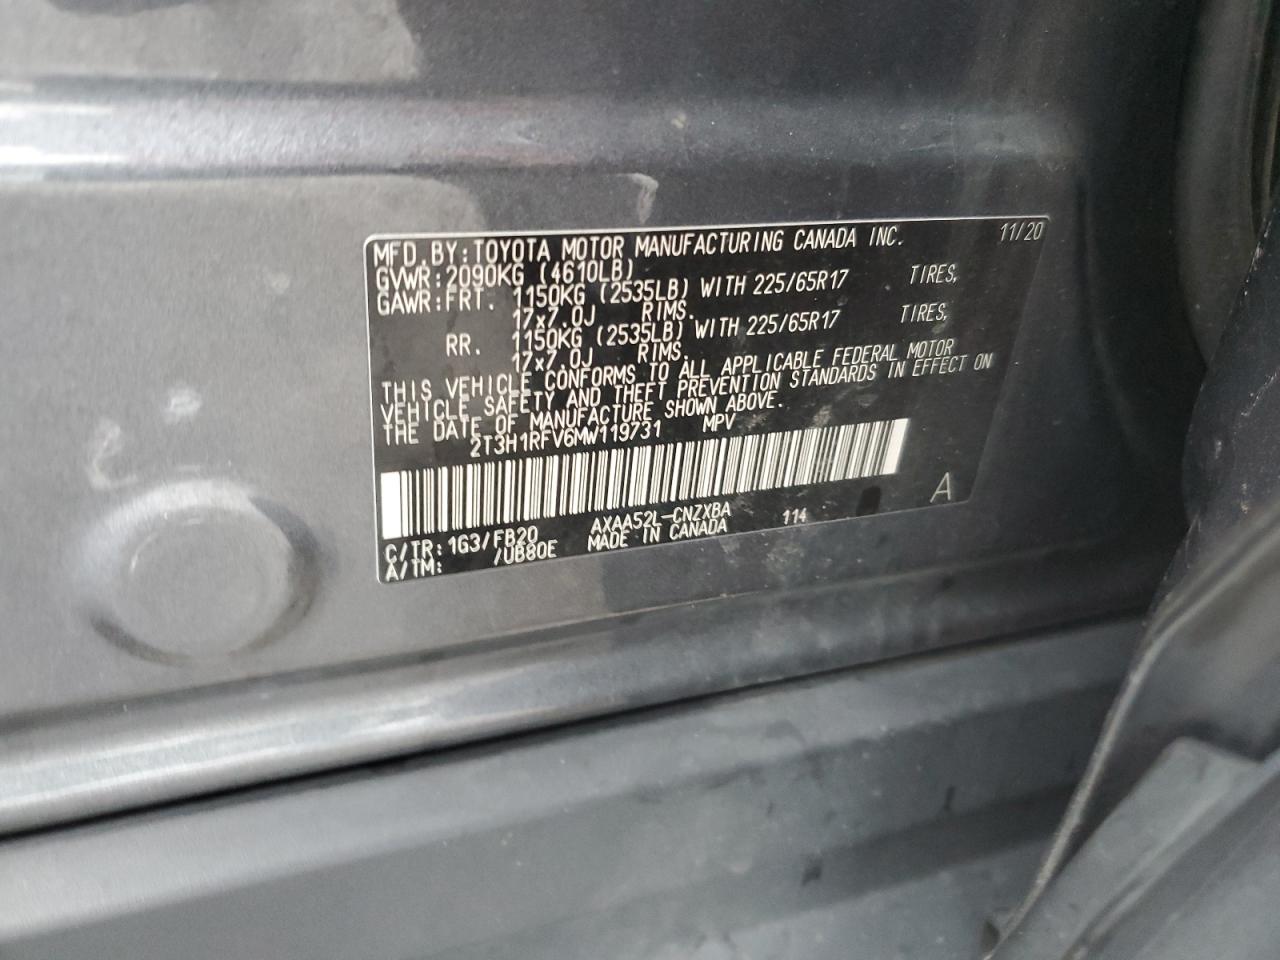 MFD.BY:TOYOTA MOTOR MANUFACTURING CANADA INC. 11/20
GVWR:2090KG (4610LB)
GAWR:FRT. 1150KG (2535LB) WITH 225/65R17 TIRES,
17x7.0J RIMS.
RR. 1150KG (2535LB) WITH 225/65R17 TIRES,
17x7.0J RIMS.
THIS VEHICLE CONFORMS TO ALL APPLICABLE FEDERAL MOTOR
VEHICLE SAFETY AND THEFT PREVENTION STANDARDS IN EFFECT ON
THE DATE OF MANUFACTURE SHOWN ABOVE.
2T3H1RFV6MW119731 MPV
A
C/TR:1G3/FB20 AXAA52L-CNZXBA 114
A/TM: /UB80E MADE IN CANADA